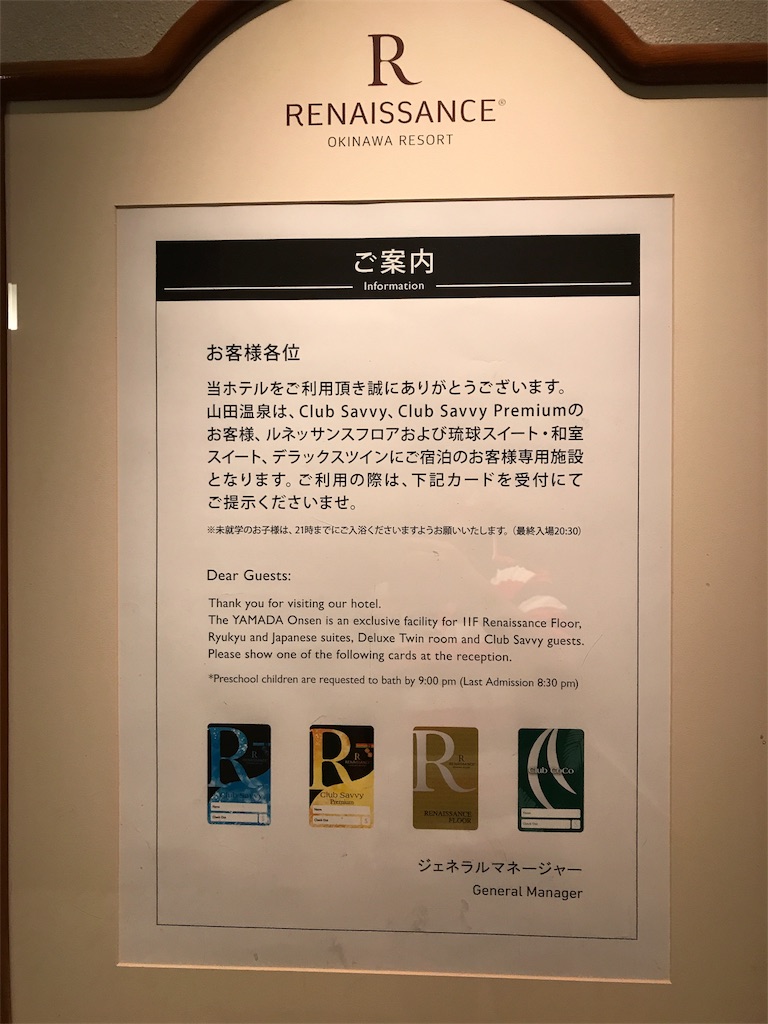 R
RENAISSANCE®
OKINAWA RESORT
ご案内
Information
お客様各位
当ホテルをご利用頂き誠にありがとうございます。
山田温泉は、Club Savvy、Club Savvy Premiumの
お客様、ルネッサンスフロアおよび琉球スイート・和室
スイート、デラックスツインにご宿泊のお客様専用施設
となります。ご利用の際は、下記カードを受付にて
ご提示くださいませ。
※未就学のお子様は、21時までにご入浴くださいますようお願いいたします。（最終入場20:30）
Dear Guests:
Thank you for visiting our hotel.
The YAMADA Onsen is an exclusive facility for 11F Renaissance Floor,
Ryukyu and Japanese suites, Deluxe Twin room and Club Savvy guests.
Please show one of the following cards at the reception.
*Preschool children are requested to bath by 9:00 pm (Last Admission 8:30 pm)
R R
R R
Club Savvy
Premium
R R
RENAISSANCE
RENAISSANCE
FLOOR
Club CoCo
ジェネラルマネージャー
General Manager